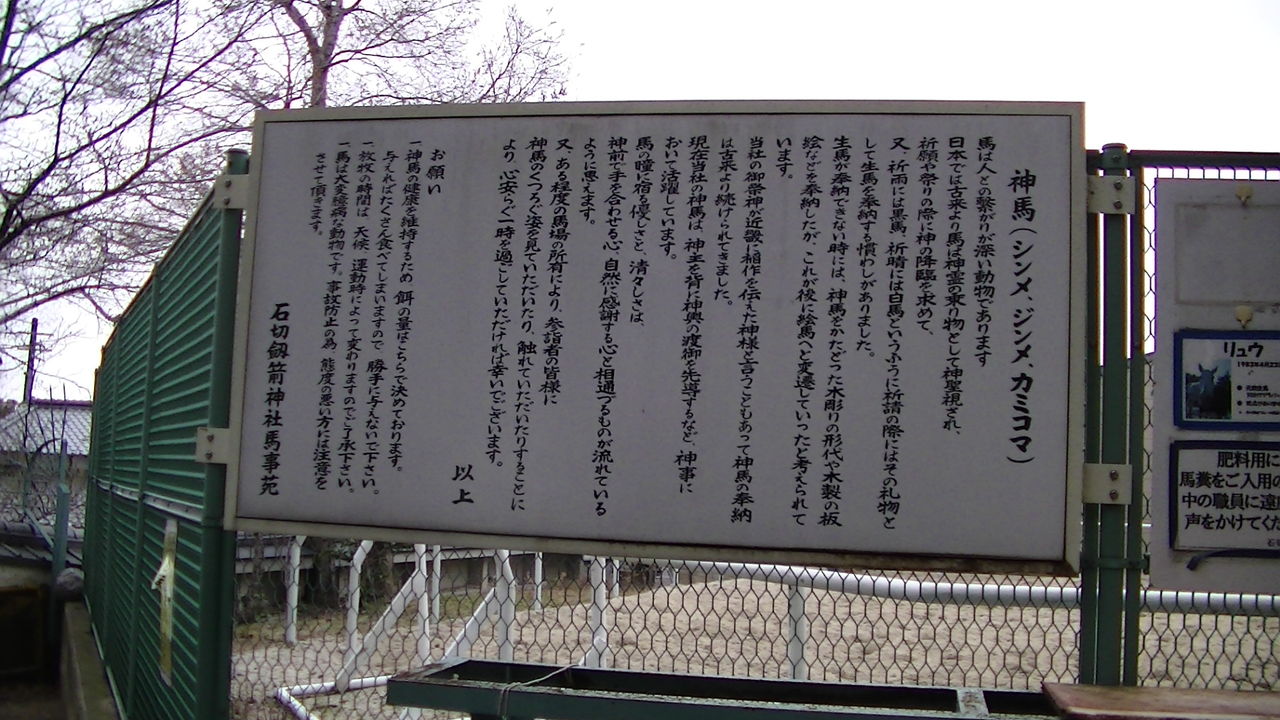 神馬(シンメ、ジンメ、カミコマ)
馬は人との繋がりが深い動物であります
日本では古来より馬は神霊の乗り物として神聖視され、
祈願や祭りの際に神の降臨を求めて、
又、祈雨には黒馬、祈晴には白馬というふうに祈請の際にはその礼物と
して生馬を奉納する慣わしがありました。
生馬が奉納できない時には、神馬をかたどった木彫りの形代や木製の板
絵などを奉納したが、これが後に絵馬へと変遷していったと考えられて
います。
当社の御祭神が近畿に稲作を伝えた神様と言うこともあって神馬の奉納
は古来より続けられてきました。
現在当社の神馬は、神主を背に神輿の渡御を先導するなど、神事に
おいて活躍しています。
馬の瞳に宿る優しさと、清々しさは、
神前で手を合わせる心、自然に感謝する心と相通づるものが流れている
ように思えます。
又、ある程度の馬場の所有により、参詣者の皆様に
神馬のくつろぐ姿を見ていただいたり、触れていただいたりすることに
より、心安らぐ一時を過ごしていただければ幸いでございます。
以上
お願い
一神馬の健康を維持するため 餌の量はこちらで決めております。
与えればたくさん食べてしまいますので 勝手に与えないで下さい。
一放牧の時間は、天候、運動時によって変わりますのでご了承下さい。
一馬は大変臆病な動物です。事故防止の為 態度の悪い方には注意を
させて頂きます。
石切劔箭神社馬事苑
リュウ
肥料用に
馬糞をご入用の
中の職員に遠
声をかけてくだ